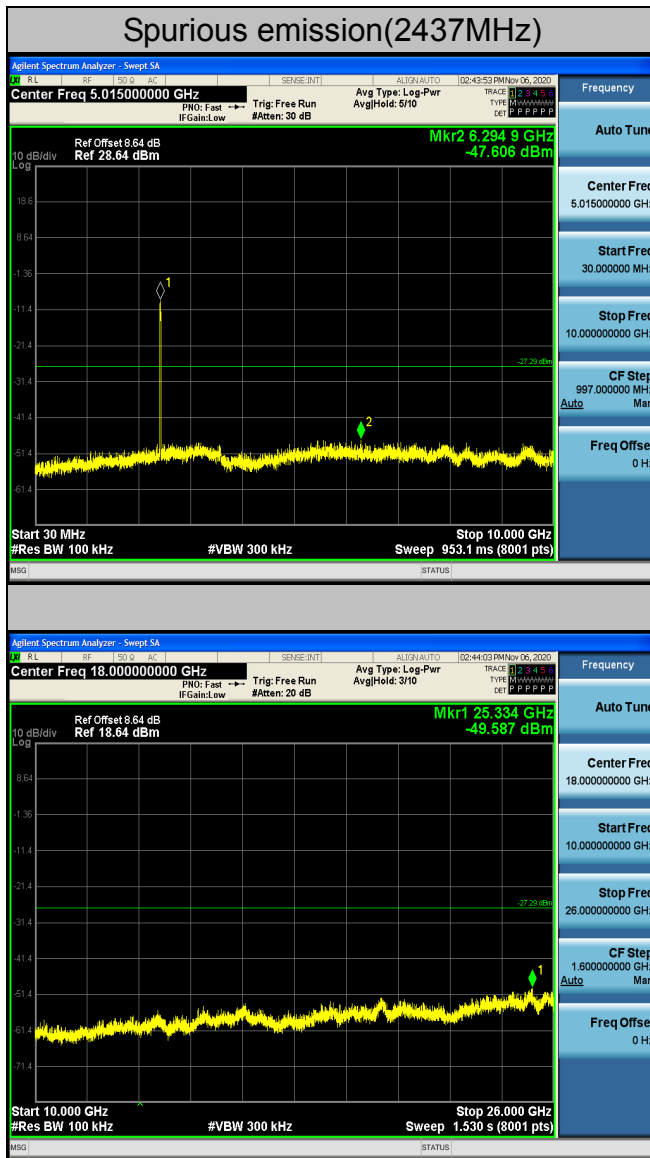 Spurious emission(2437MHz)
Agilent Spectrum Analyzer - Swept SA
RL RF 50 Ω AC SENSE:INT ALIGN AUTO 02:43:53 PM Nov 06, 2020
Center Freq 5.015000000 GHz Avg Type: Log-Pwr TRACE 1 2 3 4 5 6 Frequency
PNO: Fast Trig: Free Run Avg|Hold: 5/10 TYPE M
IFGain:Low #Atten: 30 dB DET P P P P P P
Mkr2 6.294 9 GHz
Ref Offset 8.64 dB
10 dB/div Ref 28.64 dBm -47.606 dBm
Log
18.6
8.64
-1.36
-11.4
-21.4
-31.4
-41.4
-51.4
-61.4
1
-27.29 dBm
2
Start 30 MHz Stop 10.000 GHz
#Res BW 100 kHz #VBW 300 kHz Sweep 953.1 ms (8001 pts)
MSG STATUS
Auto Tune
Center Freq
5.015000000 GHz
Start Freq
30.000000 MHz
Stop Freq
10.000000000 GHz
CF Step
997.000000 MHz
Auto Man
Freq Offset
0 Hz
Agilent Spectrum Analyzer - Swept SA
RL RF 50 Ω AC SENSE:INT ALIGN AUTO 02:44:03 PM Nov 06, 2020
Center Freq 18.000000000 GHz Avg Type: Log-Pwr TRACE 1 2 3 4 5 6 Frequency
PNO: Fast Trig: Free Run Avg|Hold: 3/10 TYPE M
IFGain:Low #Atten: 20 dB DET P P P P P P
Mkr1 25.334 GHz
Ref Offset 8.64 dB
10 dB/div Ref 18.64 dBm -49.587 dBm
Log
8.64
-1.36
-11.4
-21.4
-31.4
-41.4
-51.4
-61.4
-71.4
-27.29 dBm
1
Start 10.000 GHz Stop 26.000 GHz
#Res BW 100 kHz #VBW 300 kHz Sweep 1.530 s (8001 pts)
MSG STATUS
Auto Tune
Center Freq
18.000000000 GHz
Start Freq
10.000000000 GHz
Stop Freq
26.000000000 GHz
CF Step
1.600000000 GHz
Auto Man
Freq Offset
0 Hz